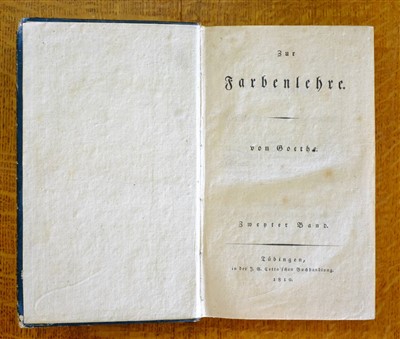 Zur
Farbenlehre.
von Goethe.
Zweyter Band.
Tübingen,
in der J. G. Cotta'schen Buchhandlung.
1810.